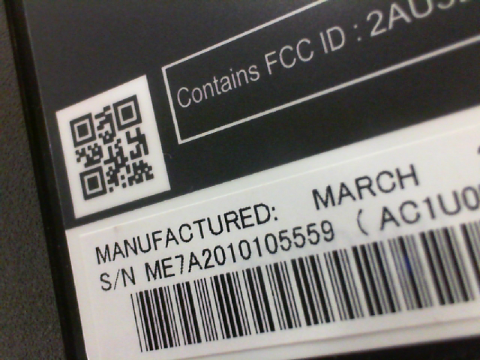 Contains FCC ID : 2AU
MANUFACTURED: MARCH
S/N ME7A2010105559 ( AC1U0